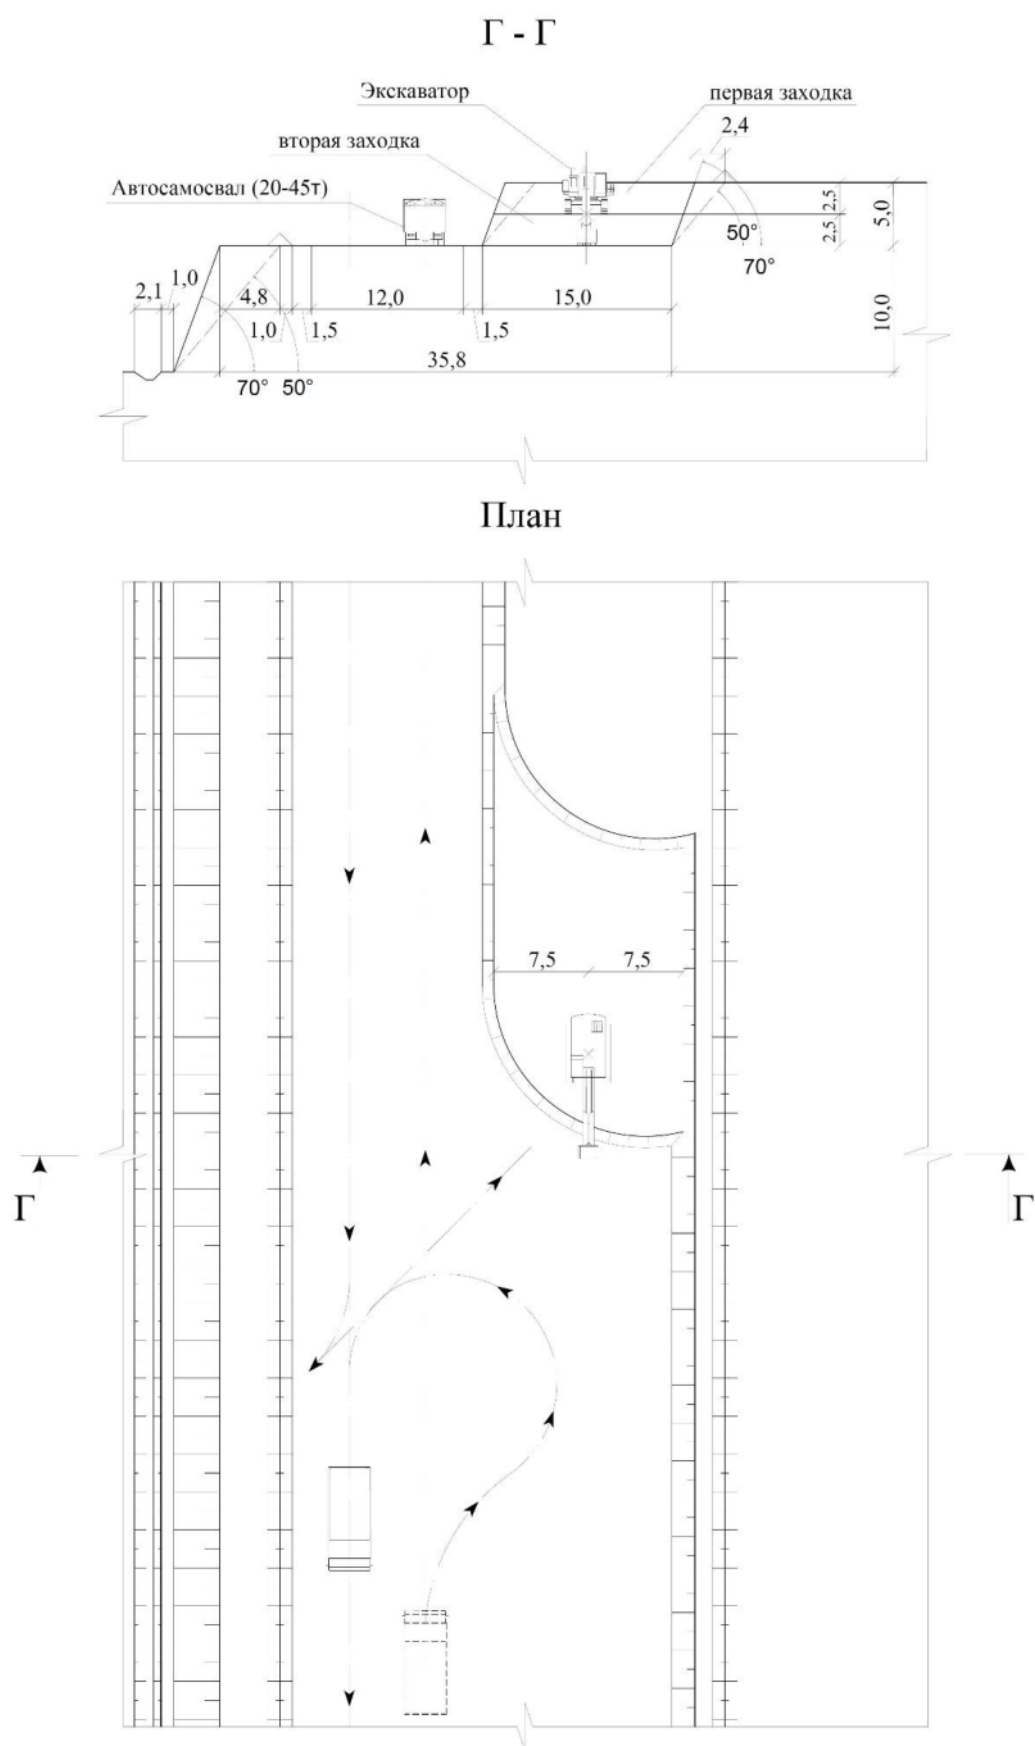 Г - Г
Экскаватор
первая заходка
2,4
вторая заходка
Автосамосвал (20-45т)
2,5
5,0
2,5
50°
70°
1,0
2,1
4,8
12,0
15,0
10,0
1,0
1,5
1,5
35,8
70°
50°
План
7,5
7,5
Г
Г